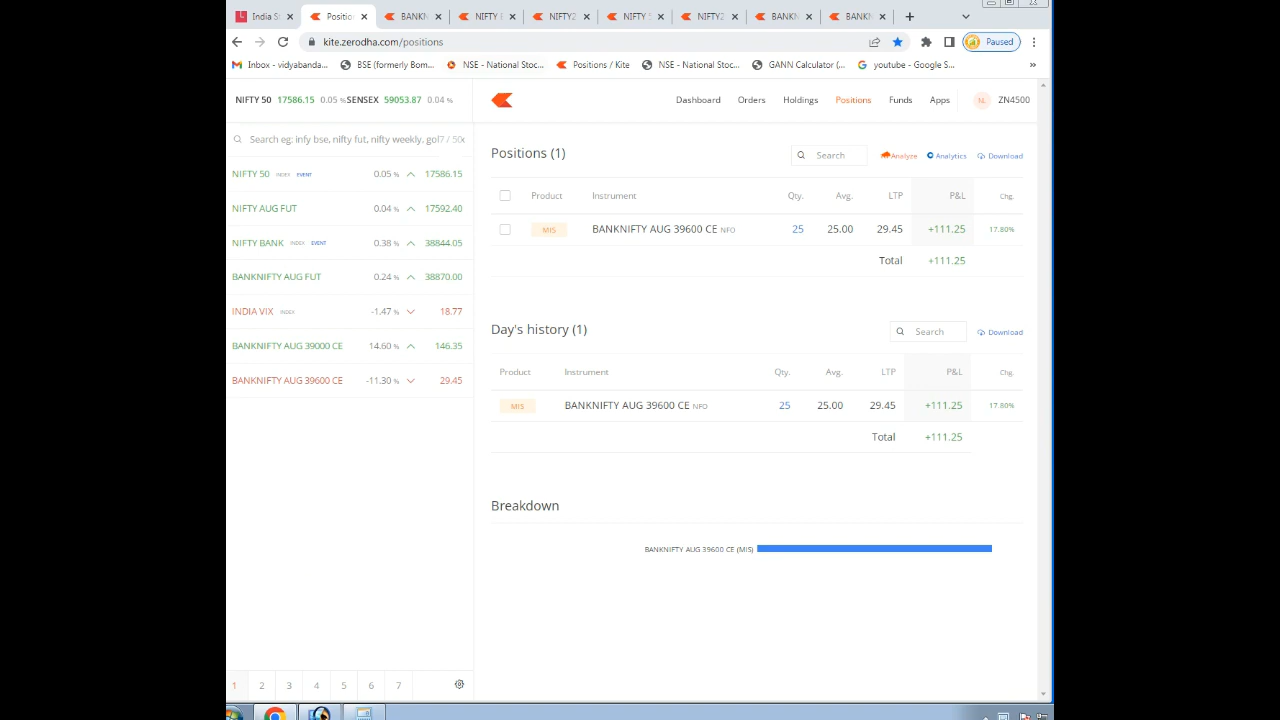 India S
Positio
BANKN
NIFTY
NIFTY2
NIFTY
NIFTY2
BANKN
BANKN
kite.zerodha.com/positions
Paused
Inbox - vidyabanda...
BSE (formerly Bom...
NSE - National Stoc...
Positions / Kite
NSE - National Stoc...
GANN Calculator (,...
youtube - Google S...
»
NIFTY 50 17586.15 0.05 % SENSEX 59053.87 0.04 %
Dashboard Orders Holdings Positions Funds Apps NL ZN4500
Search eg: infy bse, nifty fut, nifty weekly, gol 7 / 50
NIFTY 50 INDEX EVENT 0.05 % 17586.15
NIFTY AUG FUT 0.04 % 17592.40
NIFTY BANK INDEX EVENT 0.38 % 38844.05
BANKNIFTY AUG FUT 0.24 % 38870.00
INDIA VIX INDEX -1.47 % 18.77
BANKNIFTY AUG 39000 CE 14.60 % 146.35
BANKNIFTY AUG 39600 CE -11.30 % 29.45
1 2 3 4 5 6 7
Positions (1)
Search Analyze Analytics Download
Product Instrument Qty. Avg. LTP P&L Chg.
MIS BANKNIFTY AUG 39600 CE NFO 25 25.00 29.45 +111.25 17.80%
Total +111.25
Day's history (1)
Search Download
Product Instrument Qty. Avg. LTP P&L Chg.
MIS BANKNIFTY AUG 39600 CE NFO 25 25.00 29.45 +111.25 17.80%
Total +111.25
Breakdown
BANKNIFTY AUG 39600 CE (MIS)